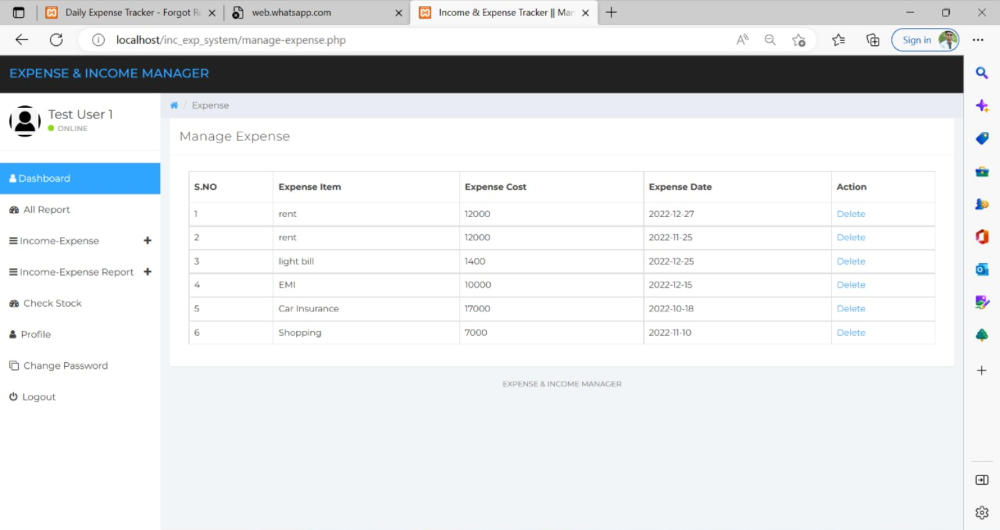 Daily Expense Tracker - Forgot
web.whatsapp.com
Income & Expense Tracker || Man
localhost/inc_exp_system/manage-expense.php
Sign in
EXPENSE & INCOME MANAGER
Test User 1
ONLINE
/ Expense
Manage Expense
Dashboard
All Report
Income-Expense
Income-Expense Report
Check Stock
Profile
Change Password
Logout
S.NO Expense Item Expense Cost Expense Date Action
1 rent 12000 2022-12-27 Delete
2 rent 12000 2022-11-25 Delete
3 light bill 1400 2022-12-25 Delete
4 EMI 10000 2022-12-15 Delete
5 Car Insurance 17000 2022-10-18 Delete
6 Shopping 7000 2022-11-10 Delete
EXPENSE & INCOME MANAGER